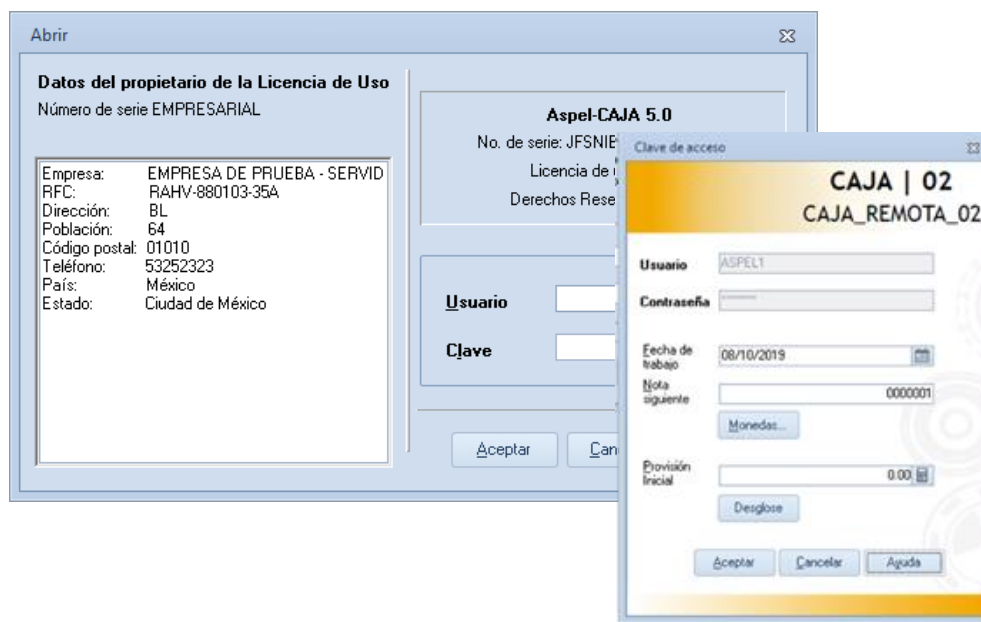 Abrir
Datos del propietario de la Licencia de Uso
Número de serie EMPRESARIAL
Empresa: EMPRESA DE PRUEBA - SERVID
RFC: RAHV-880103-35A
Dirección: BL
Población: 64
Código postal: 01010
Teléfono: 53252323
País: México
Estado: Ciudad de México
Aspel-CAJA 5.0
No. de serie: JFSNIE
Licencia de
Derechos Rese
Usuario
Clave
Aceptar Can
Clave de acceso
CAJA | 02
CAJA_REMOTA_02
Usuario ASPEL1
Contraseña
Fecha de
trabajo
08/10/2019
Nota
siguiente
0000001
Monedas...
Provisión
Inicial
0.00
Desglose
Aceptar Cancelar Ayuda